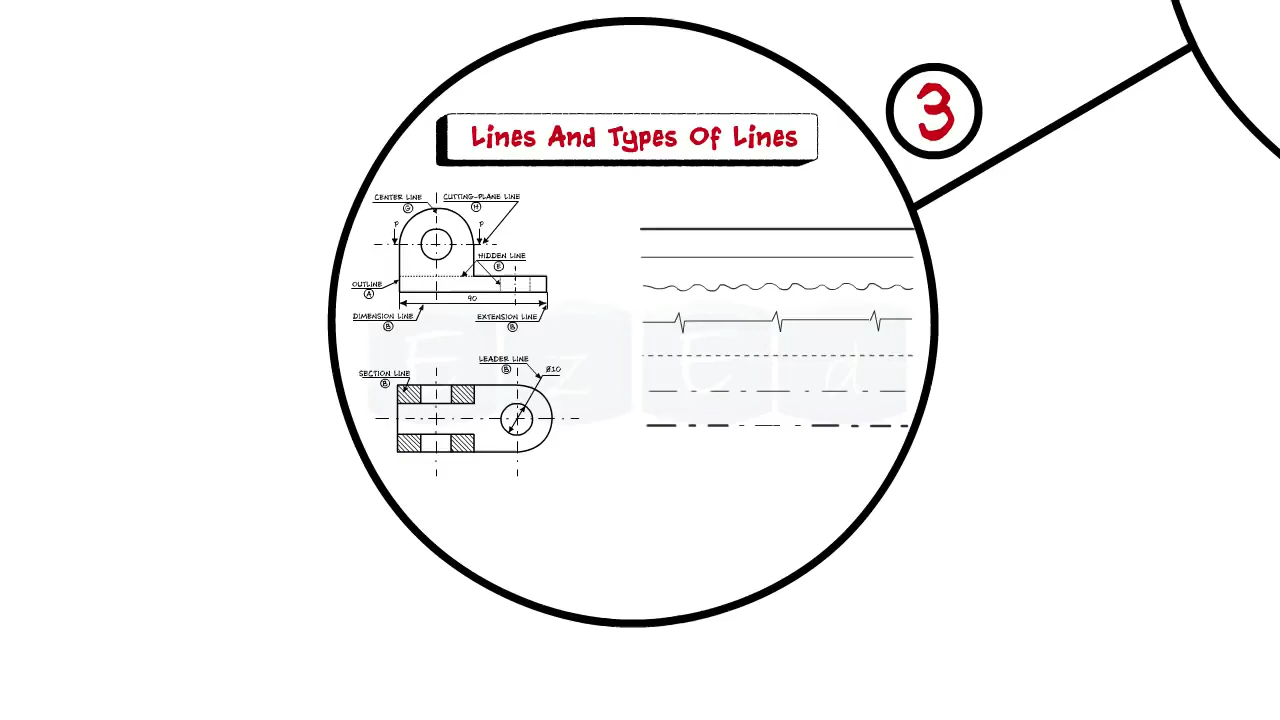 3
Lines And Types Of Lines
CENTER LINE
G
CUTTING-PLANE LINE
H
P
P
HIDDEN LINE
E
OUTLINE
A
90
DIMENSION LINE
B
EXTENSION LINE
B
LEADER LINE
B
Ø10
SECTION LINE
B
EzEd